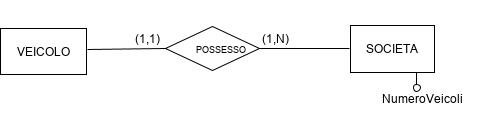 VEICOLO
(1,1)
POSSESSO
(1,N)
SOCIETA
NumeroVeicoli